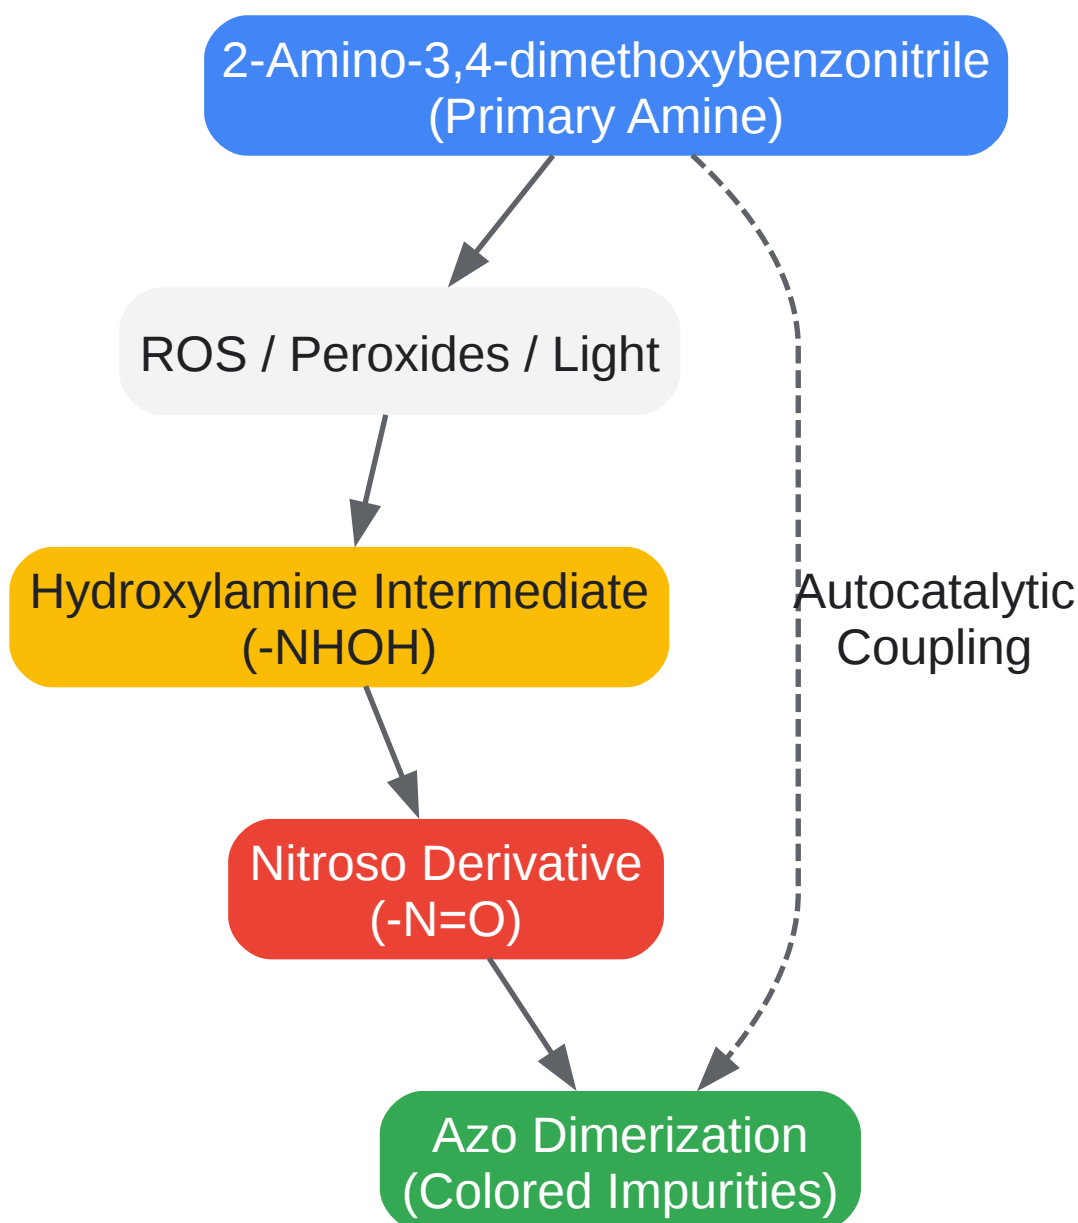 2-Amino-3,4-dimethoxybenzonitrile
(Primary Amine)
ROS / Peroxides / Light
Hydroxylamine Intermediate
(-NHOH)
Autocatalytic
Coupling
Nitroso Derivative
(-N=O)
Azo Dimerization
(Colored Impurities)